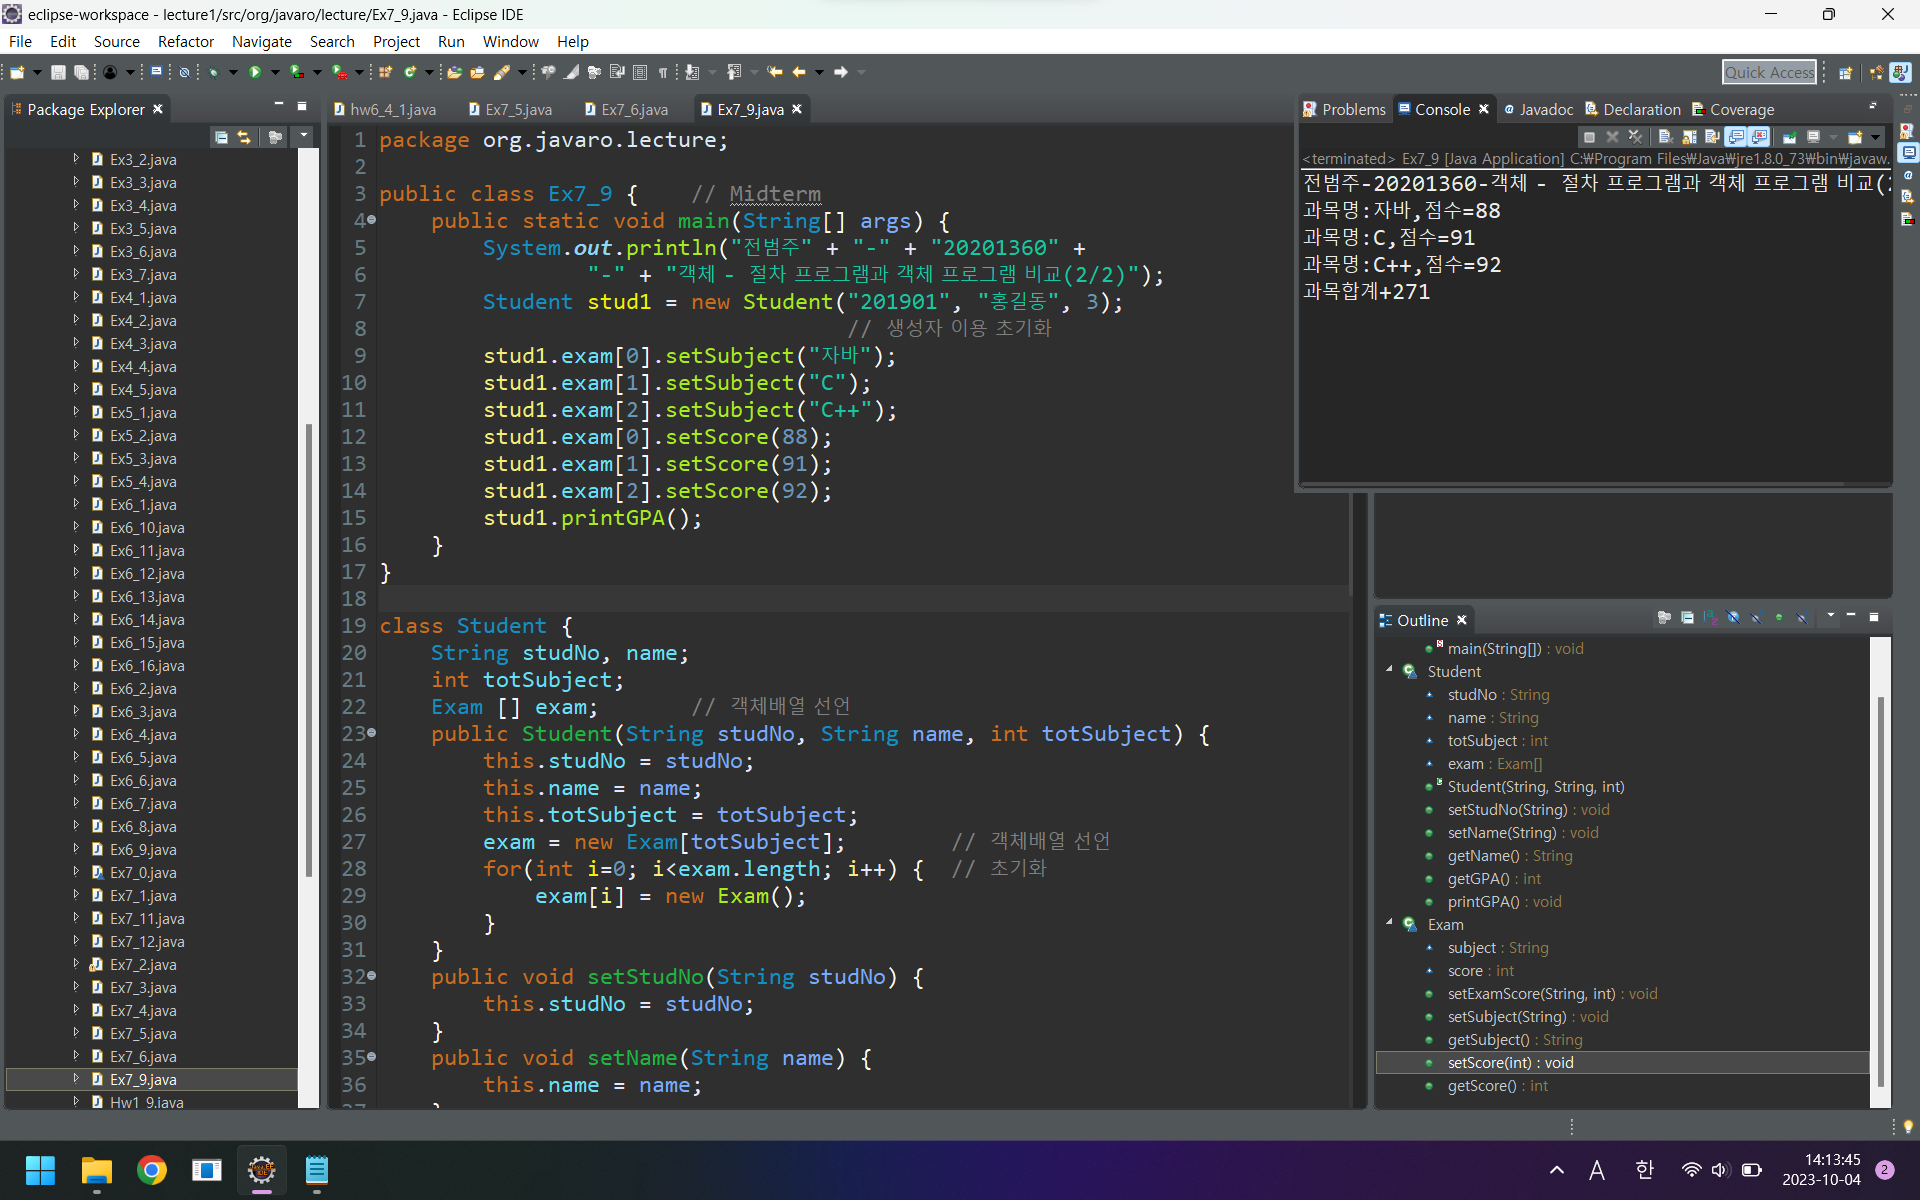 eclipse-workspace - lecture1/src/org/javaro/lecture/Ex7_9.java - Eclipse IDE
File Edit Source Refactor Navigate Search Project Run Window Help
Quick Access
Package Explorer
Ex3_2.java
Ex3_3.java
Ex3_4.java
Ex3_5.java
Ex3_6.java
Ex3_7.java
Ex4_1.java
Ex4_2.java
Ex4_3.java
Ex4_4.java
Ex4_5.java
Ex5_1.java
Ex5_2.java
Ex5_3.java
Ex5_4.java
Ex6_1.java
Ex6_10.java
Ex6_11.java
Ex6_12.java
Ex6_13.java
Ex6_14.java
Ex6_15.java
Ex6_16.java
Ex6_2.java
Ex6_3.java
Ex6_4.java
Ex6_5.java
Ex6_6.java
Ex6_7.java
Ex6_8.java
Ex6_9.java
Ex7_0.java
Ex7_1.java
Ex7_11.java
Ex7_12.java
Ex7_2.java
Ex7_3.java
Ex7_4.java
Ex7_5.java
Ex7_6.java
Ex7_9.java
Hw1_9.java
hw6_4_1.java Ex7_5.java Ex7_6.java Ex7_9.java
1 package org.javaro.lecture;
2
3 public class Ex7_9 { // Midterm
4 public static void main(String[] args) {
5 System.out.println("전범주" + "-" + "20201360" +
6 "-" + "객체 - 절차 프로그램과 객체 프로그램 비교(2/2)");
7 Student stud1 = new Student("201901", "홍길동", 3);
8 // 생성자 이용 초기화
9 stud1.exam[0].setSubject("자바");
10 stud1.exam[1].setSubject("C");
11 stud1.exam[2].setSubject("C++");
12 stud1.exam[0].setScore(88);
13 stud1.exam[1].setScore(91);
14 stud1.exam[2].setScore(92);
15 stud1.printGPA();
16 }
17 }
18
19 class Student {
20 String studNo, name;
21 int totSubject;
22 Exam [] exam; // 객체배열 선언
23 public Student(String studNo, String name, int totSubject) {
24 this.studNo = studNo;
25 this.name = name;
26 this.totSubject = totSubject;
27 exam = new Exam[totSubject]; // 객체배열 선언
28 for(int i=0; i<exam.length; i++) { // 초기화
29 exam[i] = new Exam();
30 }
31 }
32 public void setStudNo(String studNo) {
33 this.studNo = studNo;
34 }
35 public void setName(String name) {
36 this.name = name;
Problems Console Javadoc Declaration Coverage
<terminated> Ex7_9 [Java Application] C:₩Program Files₩Java₩jre1.8.0_73₩bin₩javaw.
전범주-20201360-객체 - 절차 프로그램과 객체 프로그램 비교(2
과목명:자바,점수=88
과목명:C,점수=91
과목명:C++,점수=92
과목합계+271
Outline
main(String[]) : void
Student
studNo : String
name : String
totSubject : int
exam : Exam[]
Student(String, String, int)
setStudNo(String) : void
setName(String) : void
getName() : String
getGPA() : int
printGPA() : void
Exam
subject : String
score : int
setExamScore(String, int) : void
setSubject(String) : void
getSubject() : String
setScore(int) : void
getScore() : int
A 한 14:13:45
2023-10-04 2